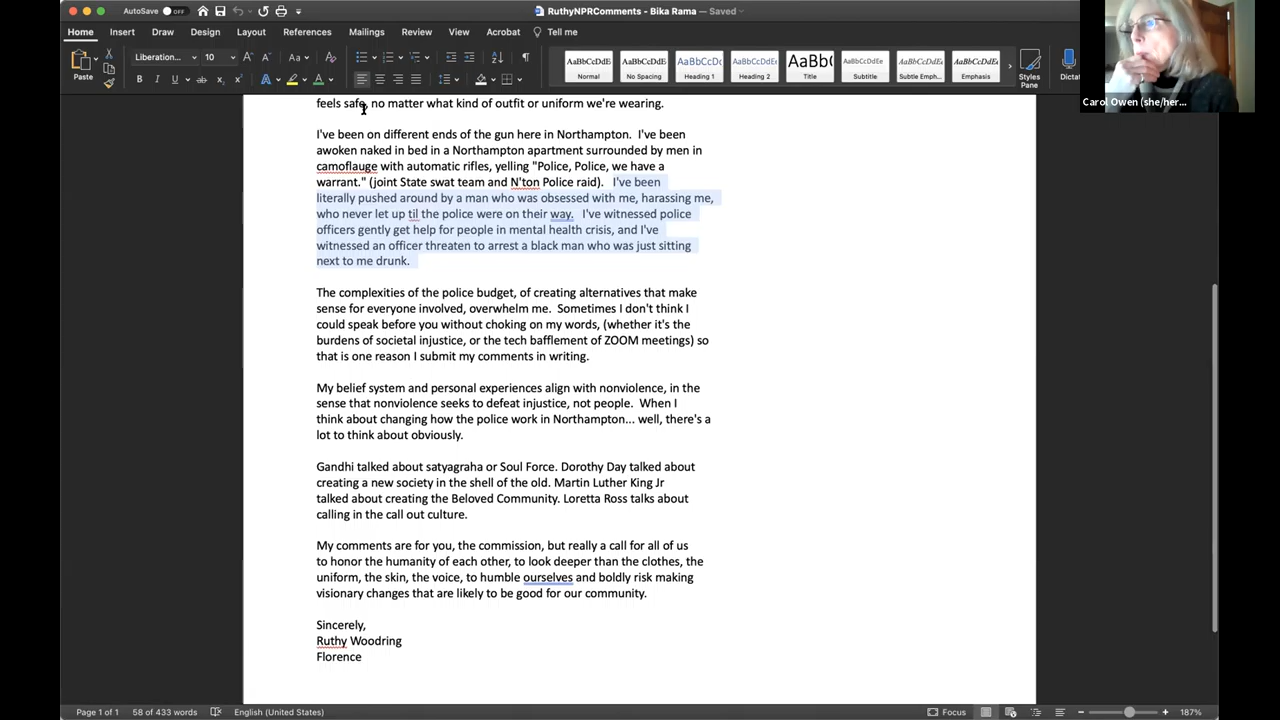 AutoSave OFF
RuthyNPRComments - Bika Rama — Saved
Home Insert Draw Design Layout References Mailings Review View Acrobat Tell me
Paste
Liberation... 10
AaBbCcDdEe AaBbCcDdEe AaBbCcDc AaBbCcDdEe AaBb( AaBbCcDdEe AaBbCcDdEe AaBbCcDdEe
Normal No Spacing Heading 1 Heading 2 Title Subtitle Subtle Emph... Emphasis
Styles Pane
Dictat
Carol Owen (she/her...
feels safe, no matter what kind of outfit or uniform we're wearing.
I've been on different ends of the gun here in Northampton. I've been
awoken naked in bed in a Northampton apartment surrounded by men in
camoflauge with automatic rifles, yelling "Police, Police, we have a
warrant." (joint State swat team and N'ton Police raid). I've been
literally pushed around by a man who was obsessed with me, harassing me,
who never let up til the police were on their way. I've witnessed police
officers gently get help for people in mental health crisis, and I've
witnessed an officer threaten to arrest a black man who was just sitting
next to me drunk.
The complexities of the police budget, of creating alternatives that make
sense for everyone involved, overwhelm me. Sometimes I don't think I
could speak before you without choking on my words, (whether it's the
burdens of societal injustice, or the tech bafflement of ZOOM meetings) so
that is one reason I submit my comments in writing.
My belief system and personal experiences align with nonviolence, in the
sense that nonviolence seeks to defeat injustice, not people. When I
think about changing how the police work in Northampton... well, there's a
lot to think about obviously.
Gandhi talked about satyagraha or Soul Force. Dorothy Day talked about
creating a new society in the shell of the old. Martin Luther King Jr
talked about creating the Beloved Community. Loretta Ross talks about
calling in the call out culture.
My comments are for you, the commission, but really a call for all of us
to honor the humanity of each other, to look deeper than the clothes, the
uniform, the skin, the voice, to humble ourselves and boldly risk making
visionary changes that are likely to be good for our community.
Sincerely,
Ruthy Woodring
Florence
Page 1 of 1 58 of 433 words English (United States) Focus 187%